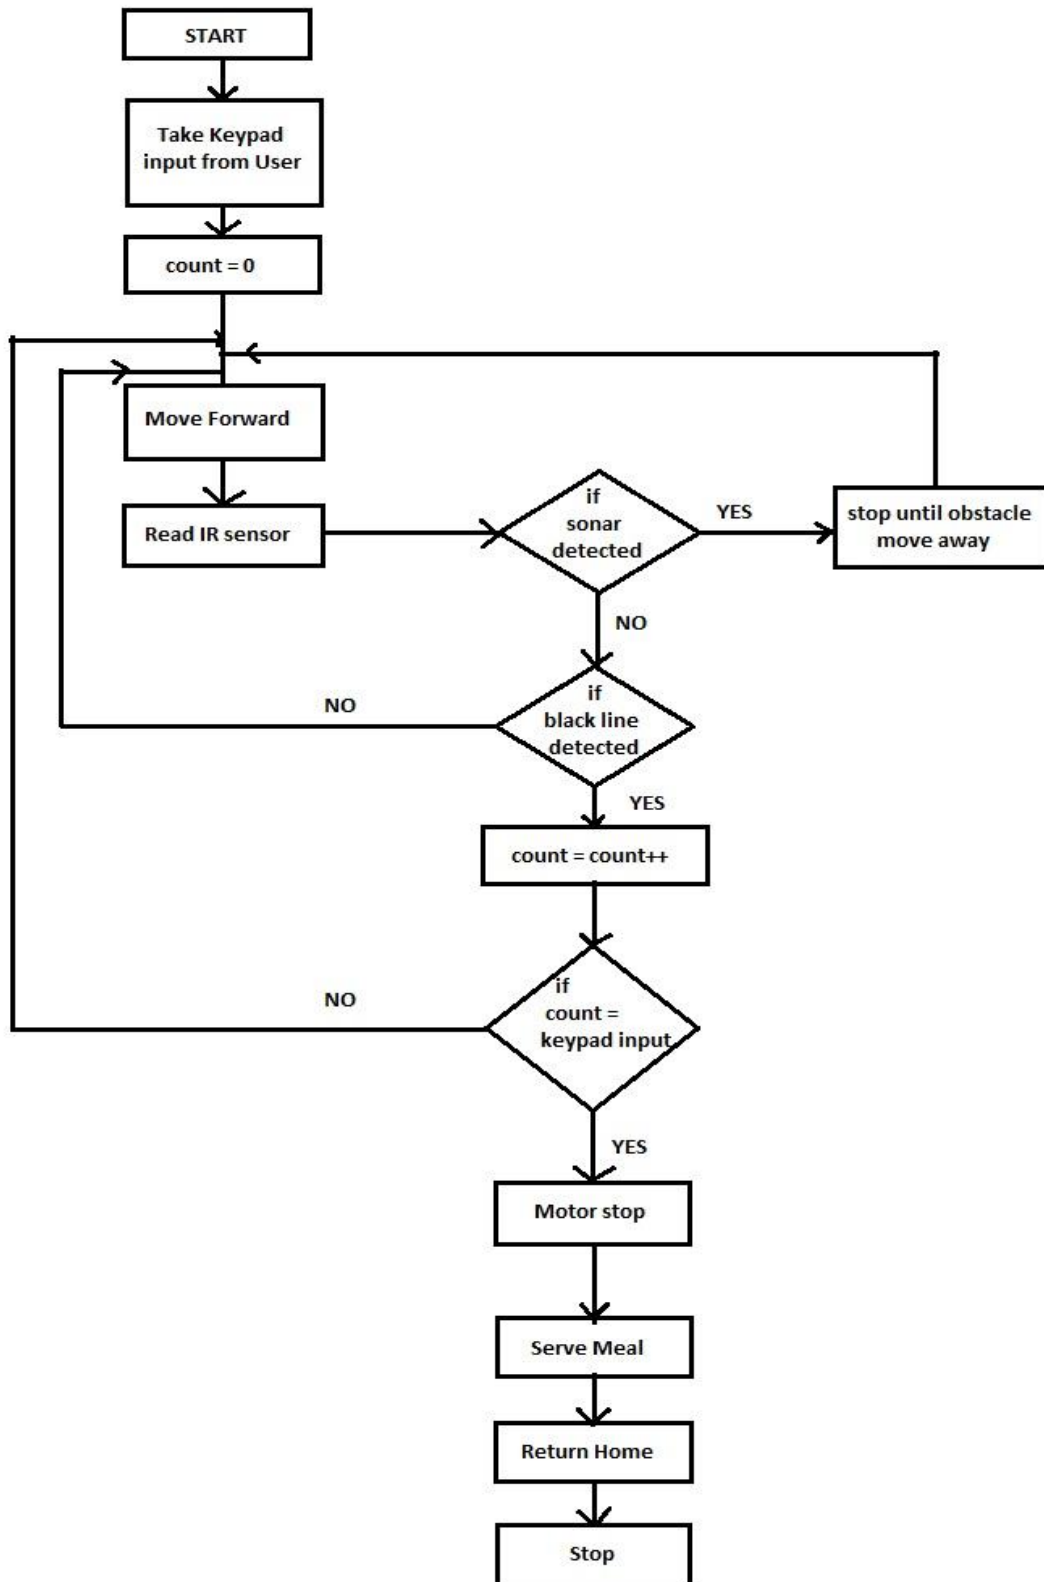 START
Take Keypad
input from User
count = 0
Move Forward
Read IR sensor
if
sonar
detected
YES
stop until obstacle
move away
NO
if
black line
detected
NO
YES
count = count++
if
count =
keypad input
NO
YES
Motor stop
Serve Meal
Return Home
Stop